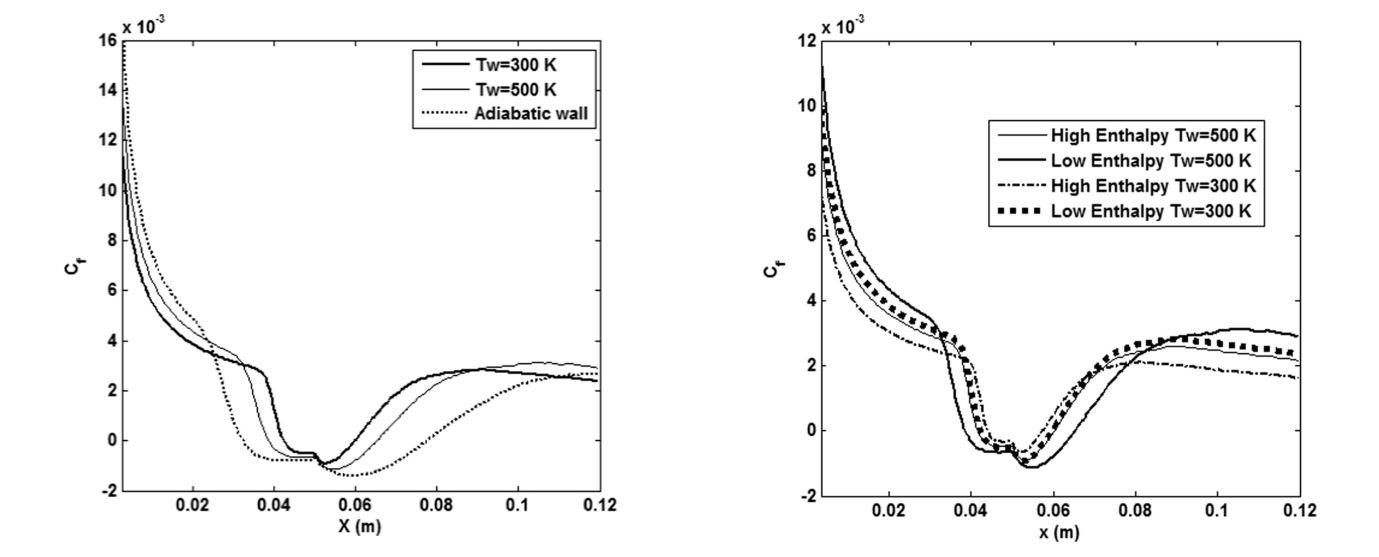 x 10-3
16
14
12
10
8
6
4
2
0
-2
Cf
0.02 0.04 0.06 0.08 0.1 0.12
X (m)
Tw=300 K
Tw=500 K
Adiabatic wall
x 10-3
12
10
8
6
4
2
0
-2
Cf
0.02 0.04 0.06 0.08 0.1 0.12
x (m)
High Enthalpy Tw=500 K
Low Enthalpy Tw=500 K
High Enthalpy Tw=300 K
Low Enthalpy Tw=300 K